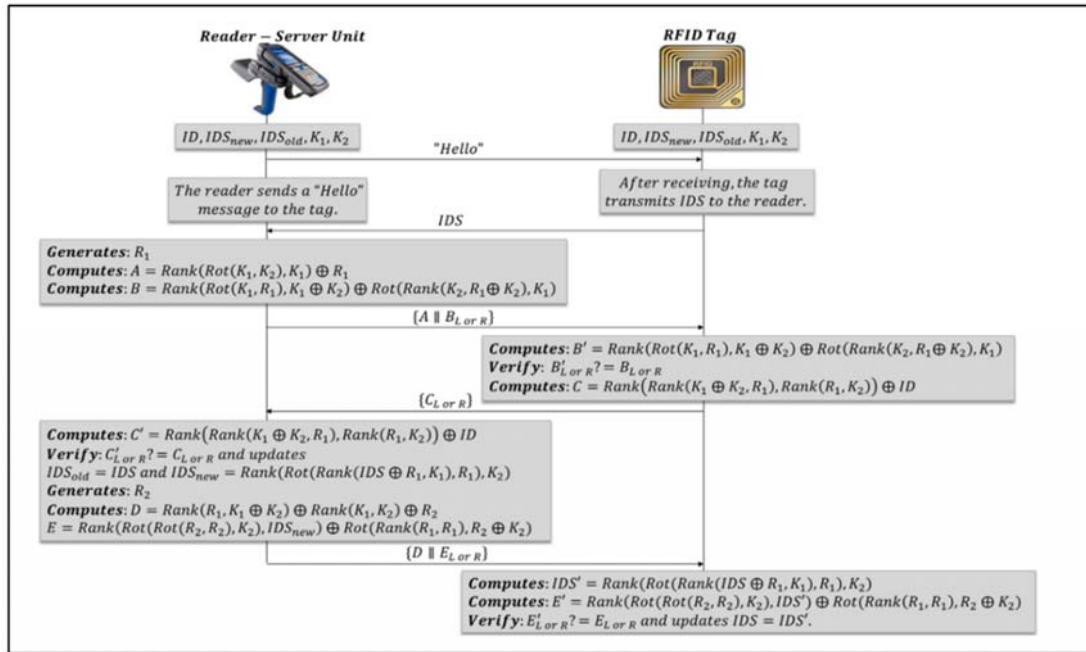 Reader – Server Unit
RFID Tag
RFID
ID, IDS_new, IDS_old, K_1, K_2
ID, IDS_new, IDS_old, K_1, K_2
"Hello"
The reader sends a "Hello"
message to the tag.
After receiving, the tag
transmits IDS to the reader.
IDS
Generates: R_1
Computes: A = Rank(Rot(K_1, K_2), K_1) ⊕ R_1
Computes: B = Rank(Rot(K_1, R_1), K_1 ⊕ K_2) ⊕ Rot(Rank(K_2, R_1⊕ K_2), K_1)
{A ∥ B_L or R}
Computes: B′ = Rank(Rot(K_1, R_1), K_1 ⊕ K_2) ⊕ Rot(Rank(K_2, R_1⊕ K_2), K_1)
Verify: B′_L or R? = B_L or R
Computes: C = Rank(Rank(K_1 ⊕ K_2, R_1), Rank(R_1, K_2)) ⊕ ID
{C_L or R}
Computes: C′ = Rank(Rank(K_1 ⊕ K_2, R_1), Rank(R_1, K_2)) ⊕ ID
Verify: C′_L or R? = C_L or R and updates
IDS_old = IDS and IDS_new = Rank(Rot(Rank(IDS ⊕ R_1, K_1), R_1), K_2)
Generates: R_2
Computes: D = Rank(R_1, K_1 ⊕ K_2) ⊕ Rank(K_1, K_2) ⊕ R_2
E = Rank(Rot(Rot(R_2, R_2), K_2), IDS_new) ⊕ Rot(Rank(R_1, R_1), R_2 ⊕ K_2)
{D ∥ E_L or R}
Computes: IDS′ = Rank(Rot(Rank(IDS ⊕ R_1, K_1), R_1), K_2)
Computes: E′ = Rank(Rot(Rot(R_2, R_2), K_2), IDS′) ⊕ Rot(Rank(R_1, R_1), R_2 ⊕ K_2)
Verify: E′_L or R? = E_L or R and updates IDS = IDS′.